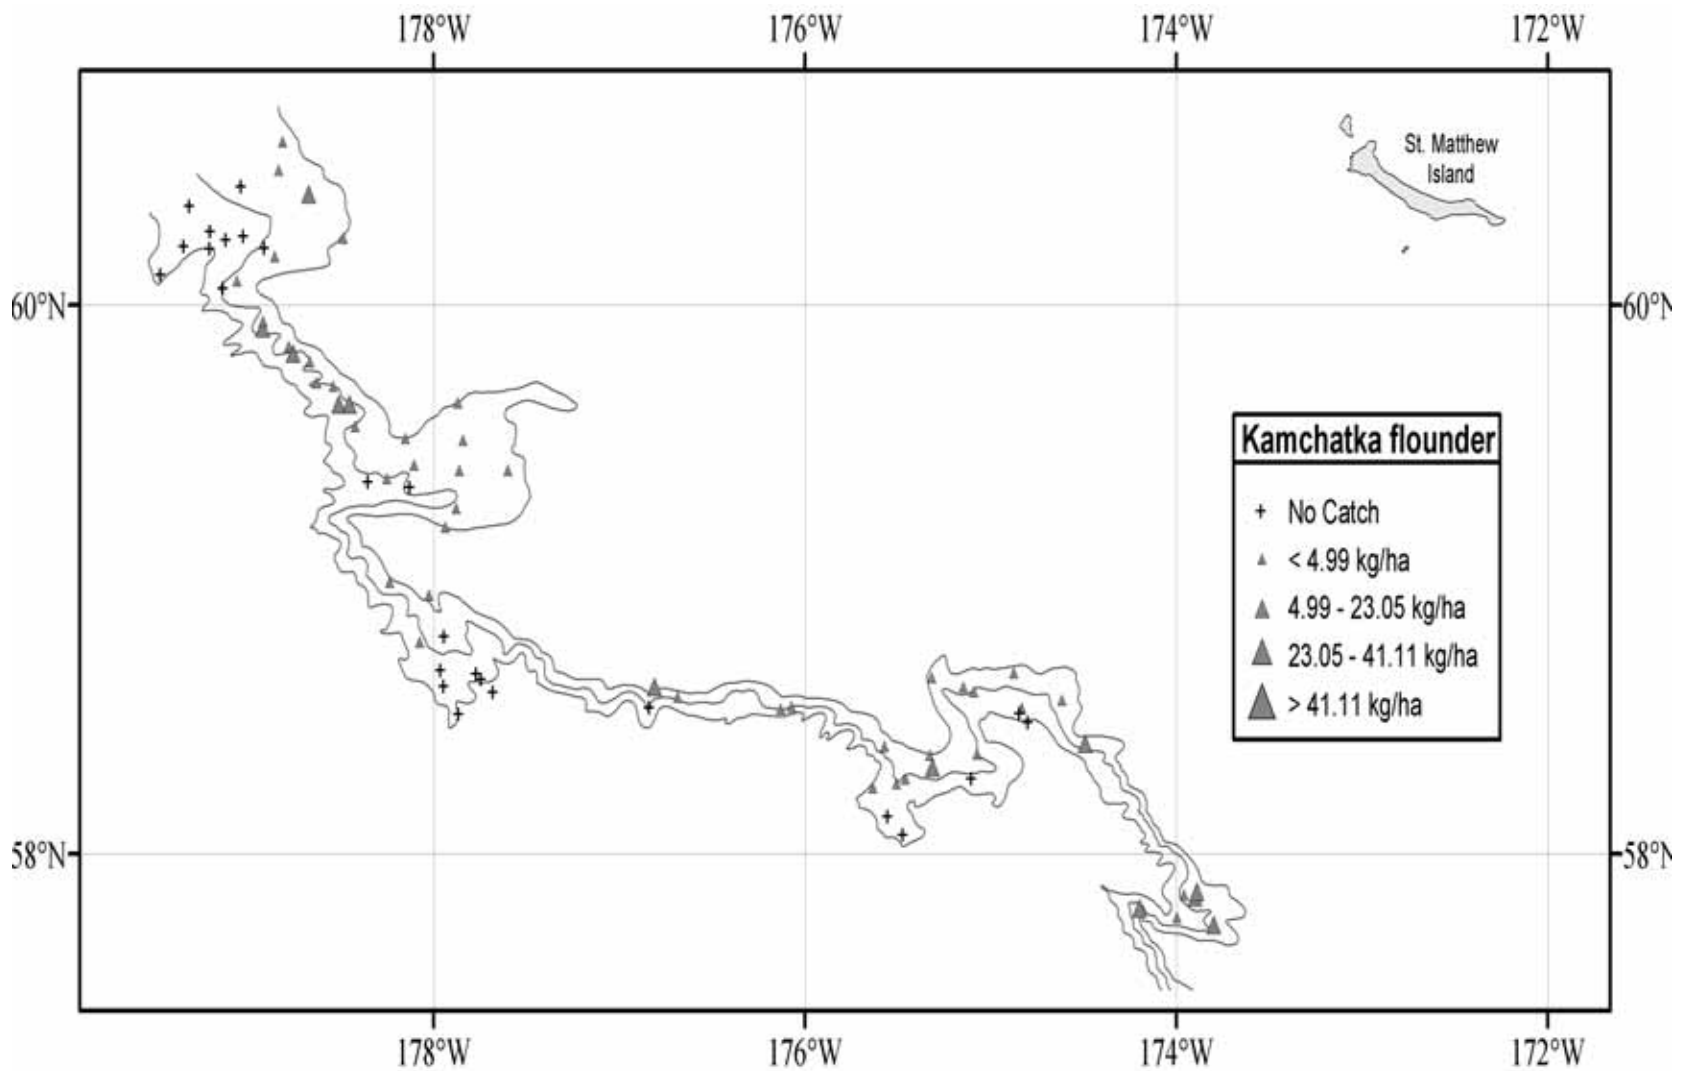 178°W 176°W 174°W 172°W
St. Matthew
Island
60°N 60°N
Kamchatka flounder
No Catch
< 4.99 kg/ha
4.99 - 23.05 kg/ha
23.05 - 41.11 kg/ha
> 41.11 kg/ha
58°N 58°N
178°W 176°W 174°W 172°W